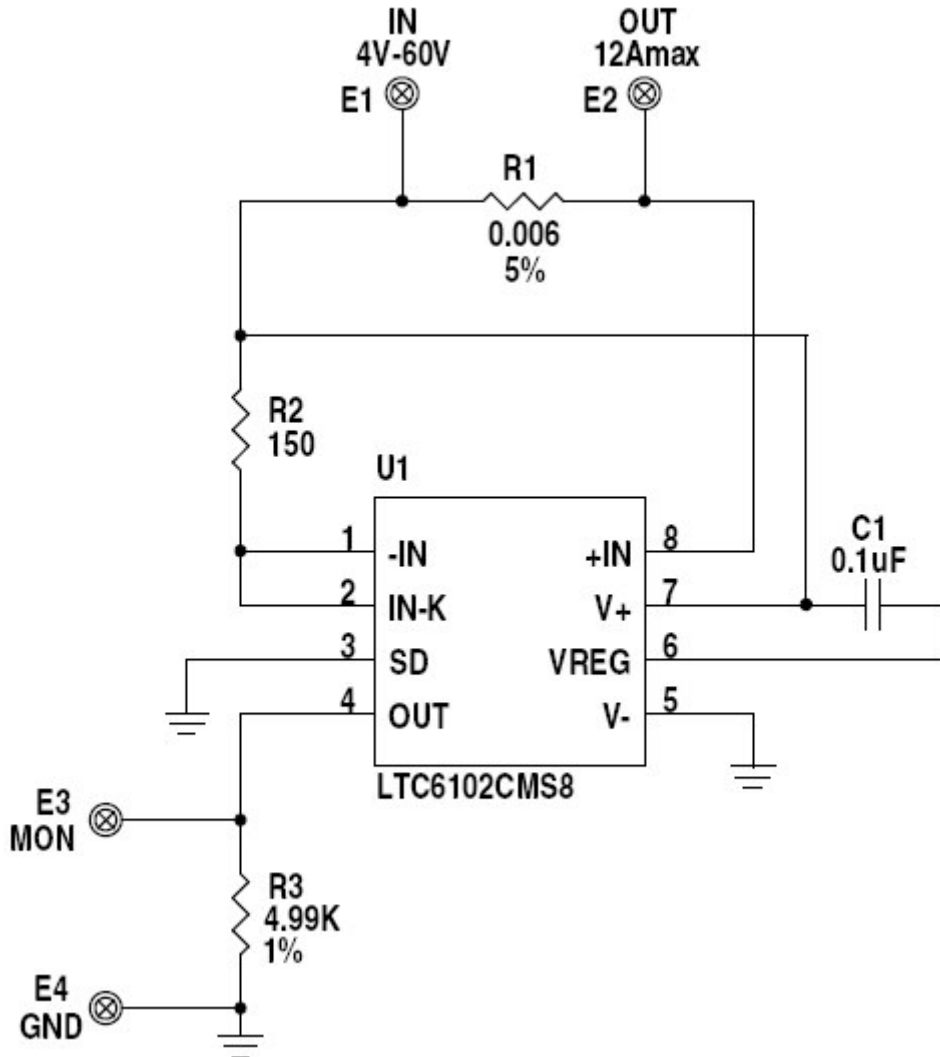 IN
4V-60V
E1
OUT
12Amax
E2
R1
0.006
5%
R2
150
U1
1
-IN
2
IN-K
3
SD
4
OUT
+IN
8
V+
7
VREG
6
V-
5
LTC6102CMS8
C1
0.1uF
E3
MON
R3
4.99K
1%
E4
GND